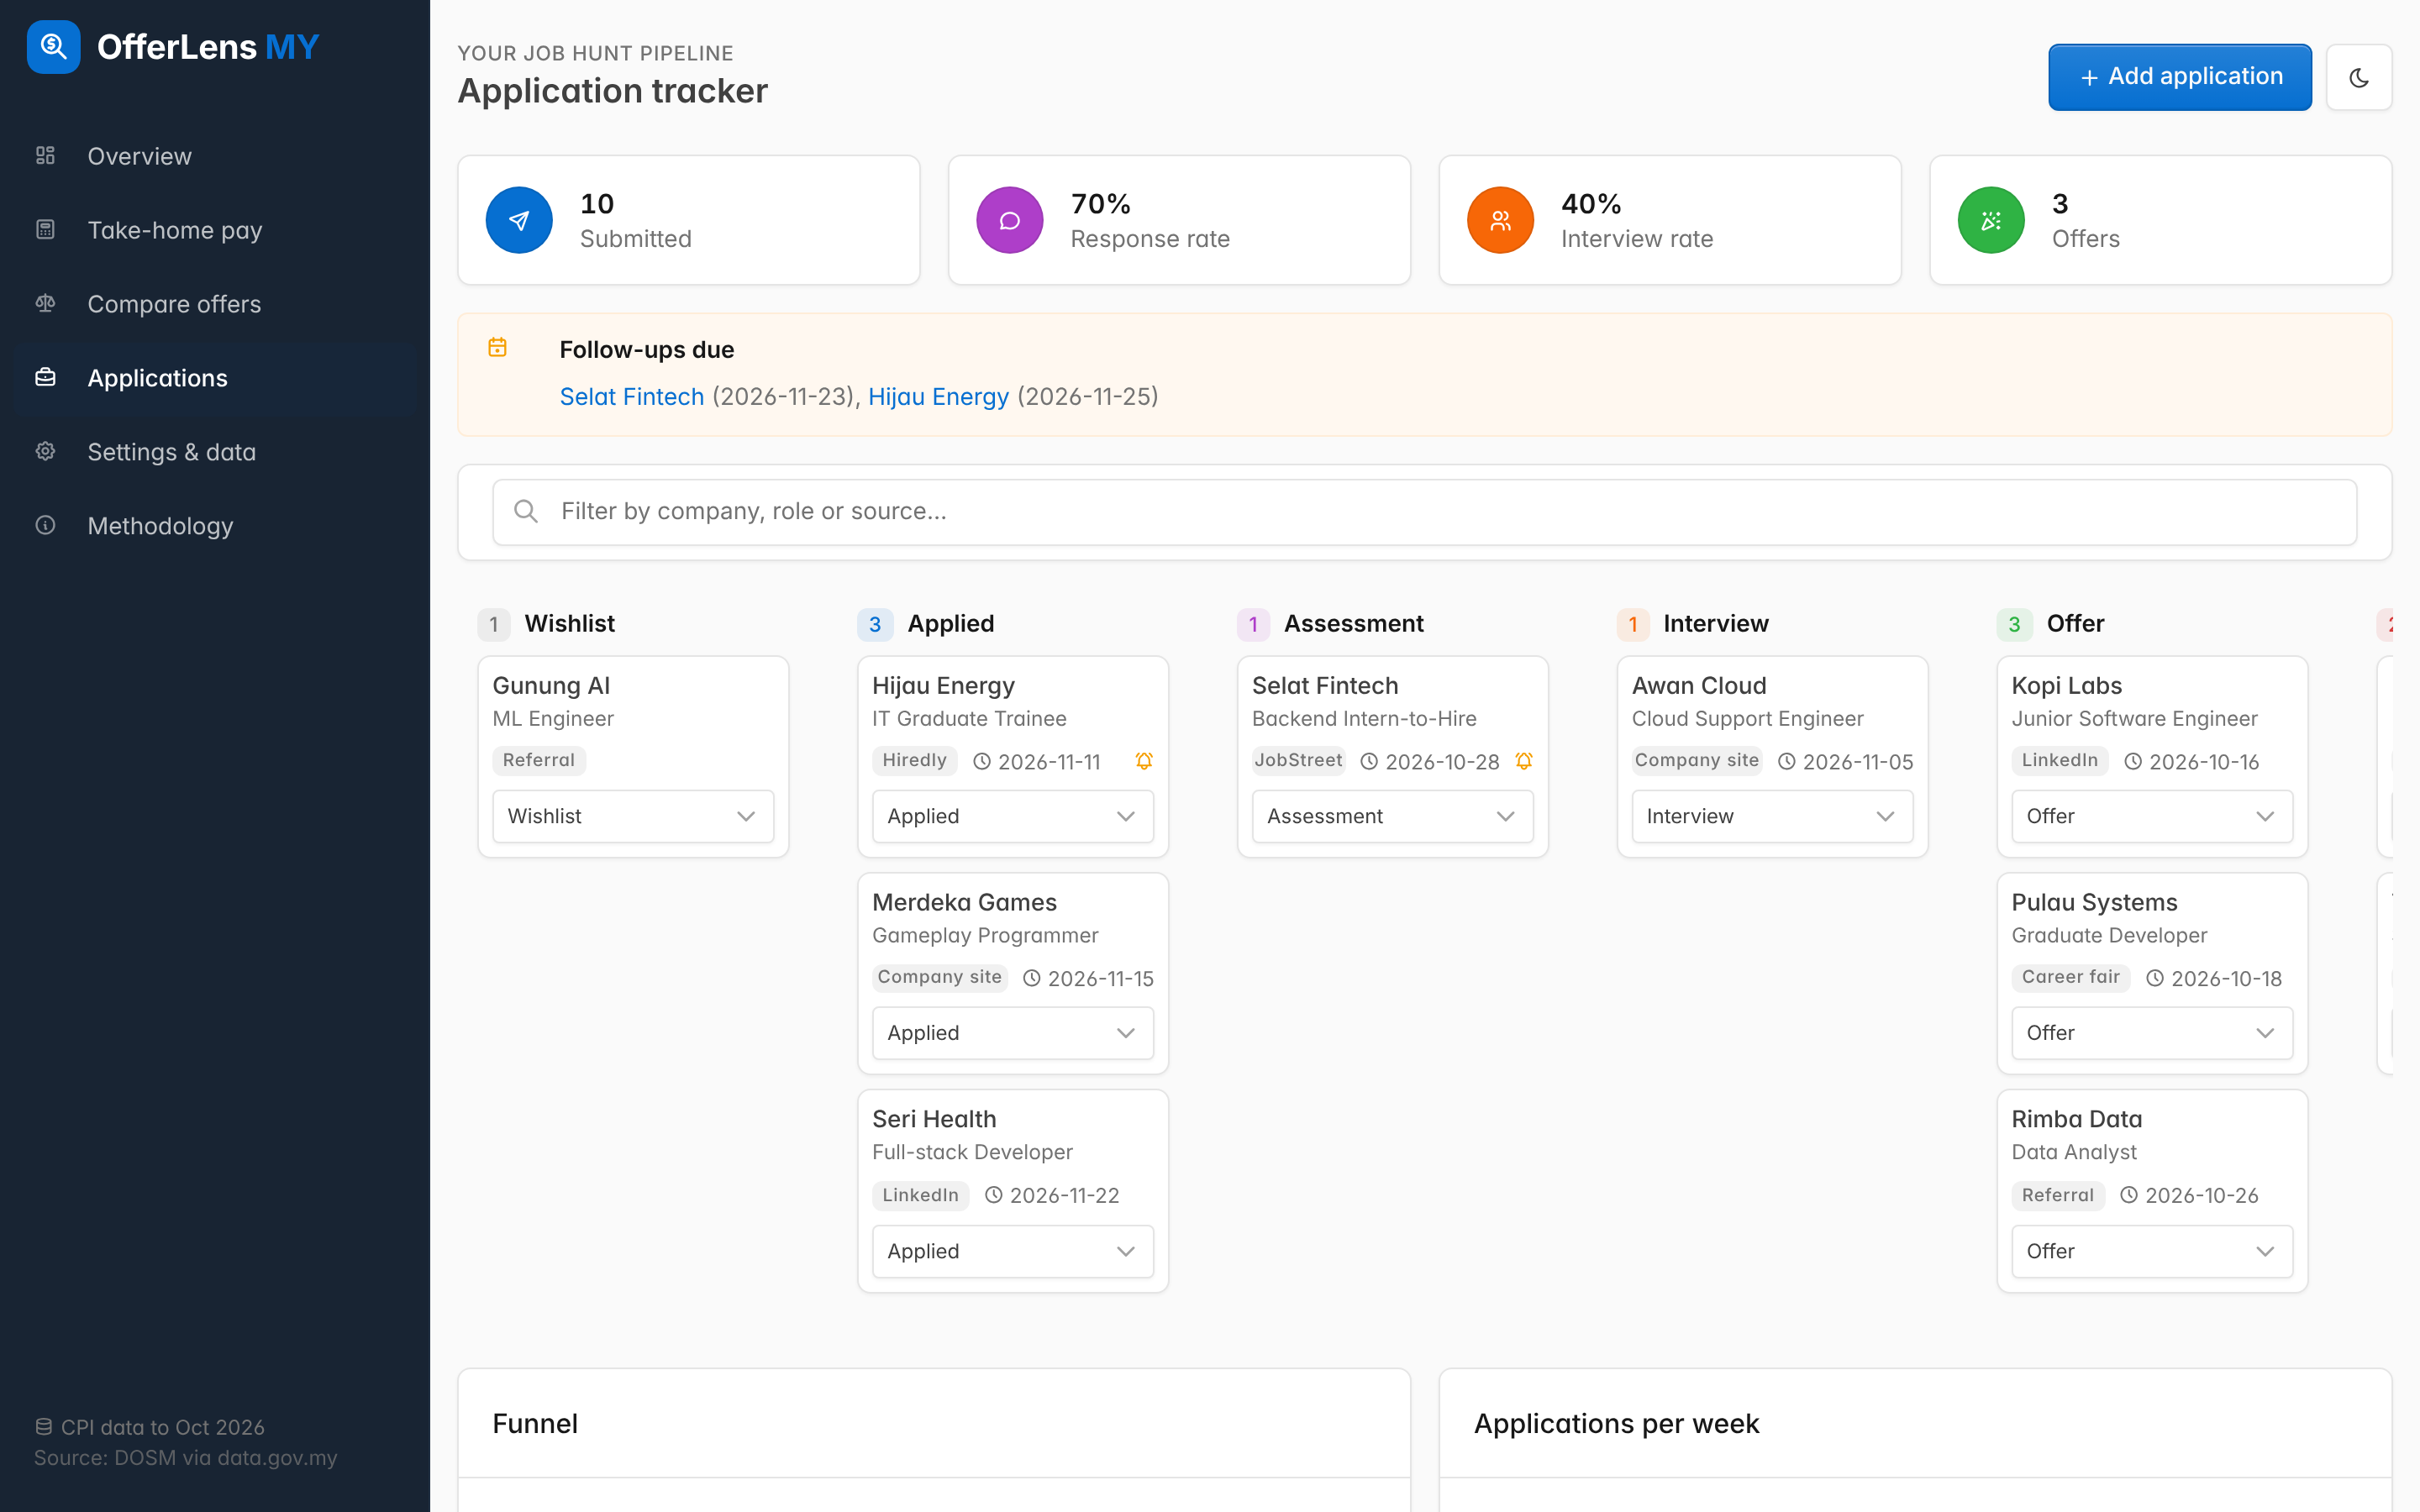 OfferLens MY
Overview
Take-home pay
Compare offers
Applications
Settings & data
Methodology
CPI data to Oct 2026
Source: DOSM via data.gov.my
YOUR JOB HUNT PIPELINE
Application tracker
+ Add application
10
Submitted
70%
Response rate
40%
Interview rate
3
Offers
Follow-ups due
Selat Fintech (2026-11-23), Hijau Energy (2026-11-25)
Filter by company, role or source...
1 Wishlist
Gunung AI
ML Engineer
Referral
Wishlist
3 Applied
Hijau Energy
IT Graduate Trainee
Hiredly 2026-11-11
Applied
Merdeka Games
Gameplay Programmer
Company site 2026-11-15
Applied
Seri Health
Full-stack Developer
LinkedIn 2026-11-22
Applied
1 Assessment
Selat Fintech
Backend Intern-to-Hire
JobStreet 2026-10-28
Assessment
1 Interview
Awan Cloud
Cloud Support Engineer
Company site 2026-11-05
Interview
3 Offer
Kopi Labs
Junior Software Engineer
LinkedIn 2026-10-16
Offer
Pulau Systems
Graduate Developer
Career fair 2026-10-18
Offer
Rimba Data
Data Analyst
Referral 2026-10-26
Offer
Funnel
Applications per week